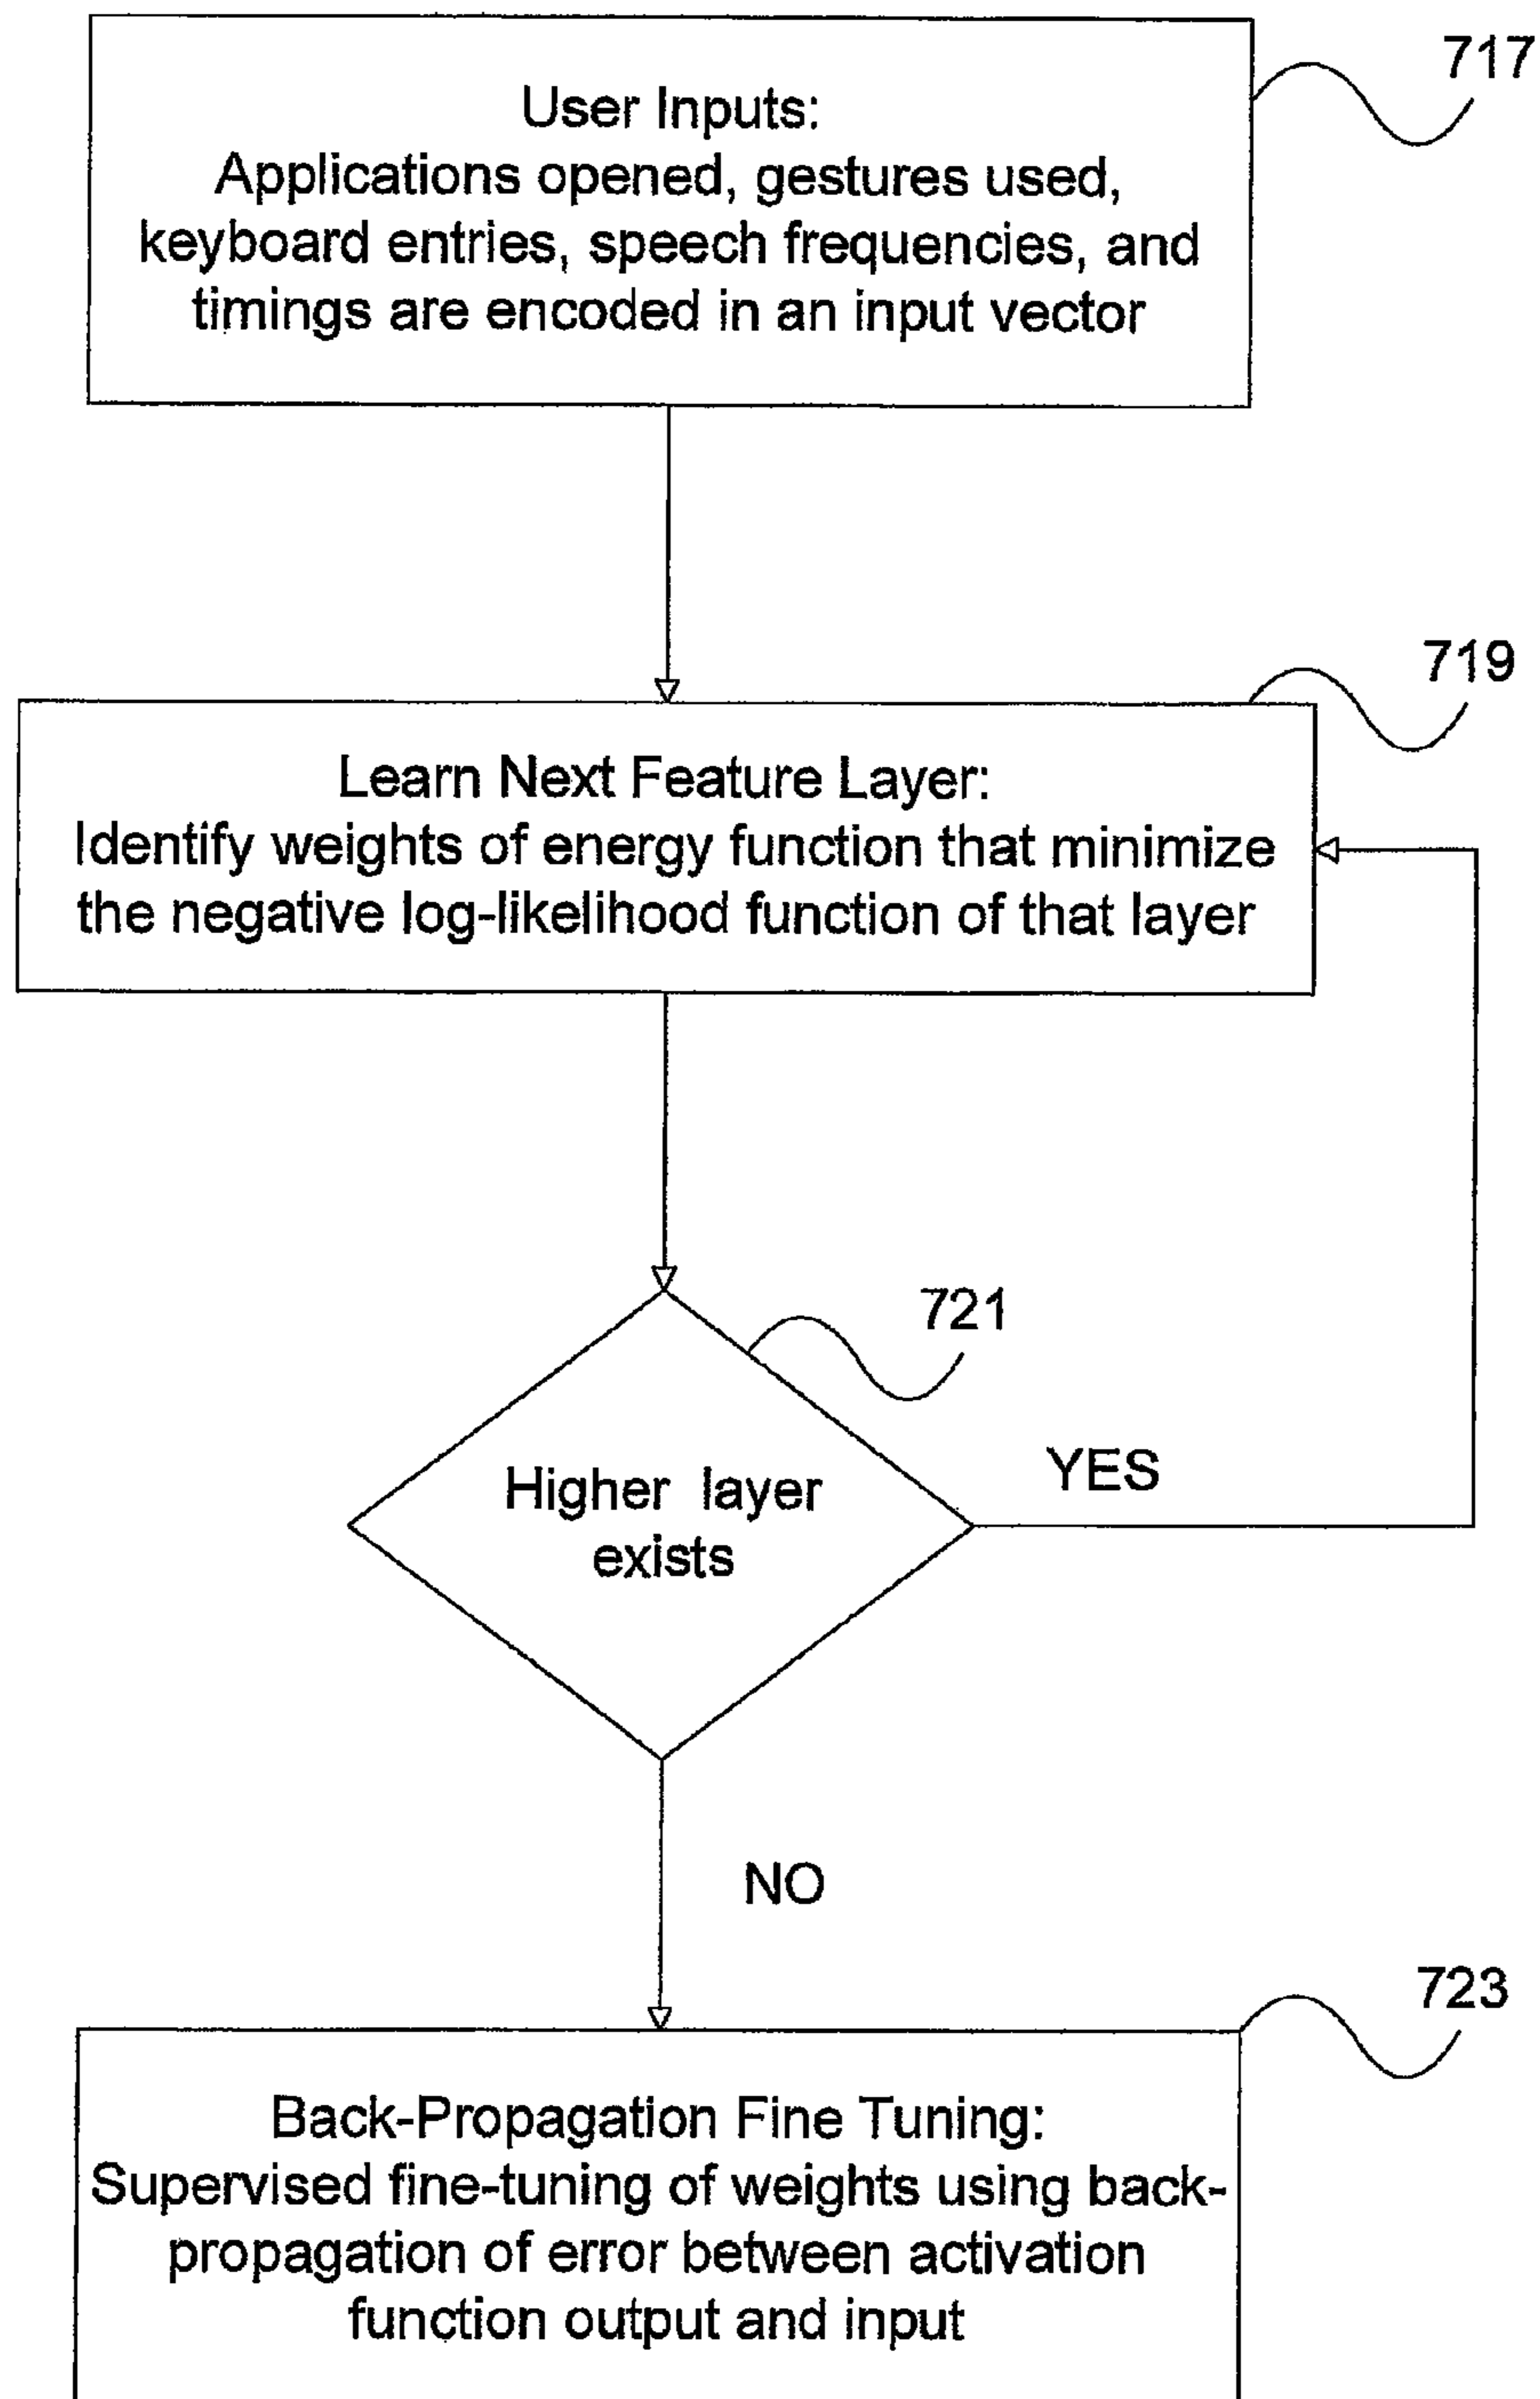 717
User Inputs:
Applications opened, gestures used,
keyboard entries, speech frequencies, and
timings are encoded in an input vector
719
Learn Next Feature Layer:
Identify weights of energy function that minimize
the negative log-likelihood function of that layer
721
Higher layer
exists
YES
NO
723
Back-Propagation Fine Tuning:
Supervised fine-tuning of weights using back-
propagation of error between activation
function output and input